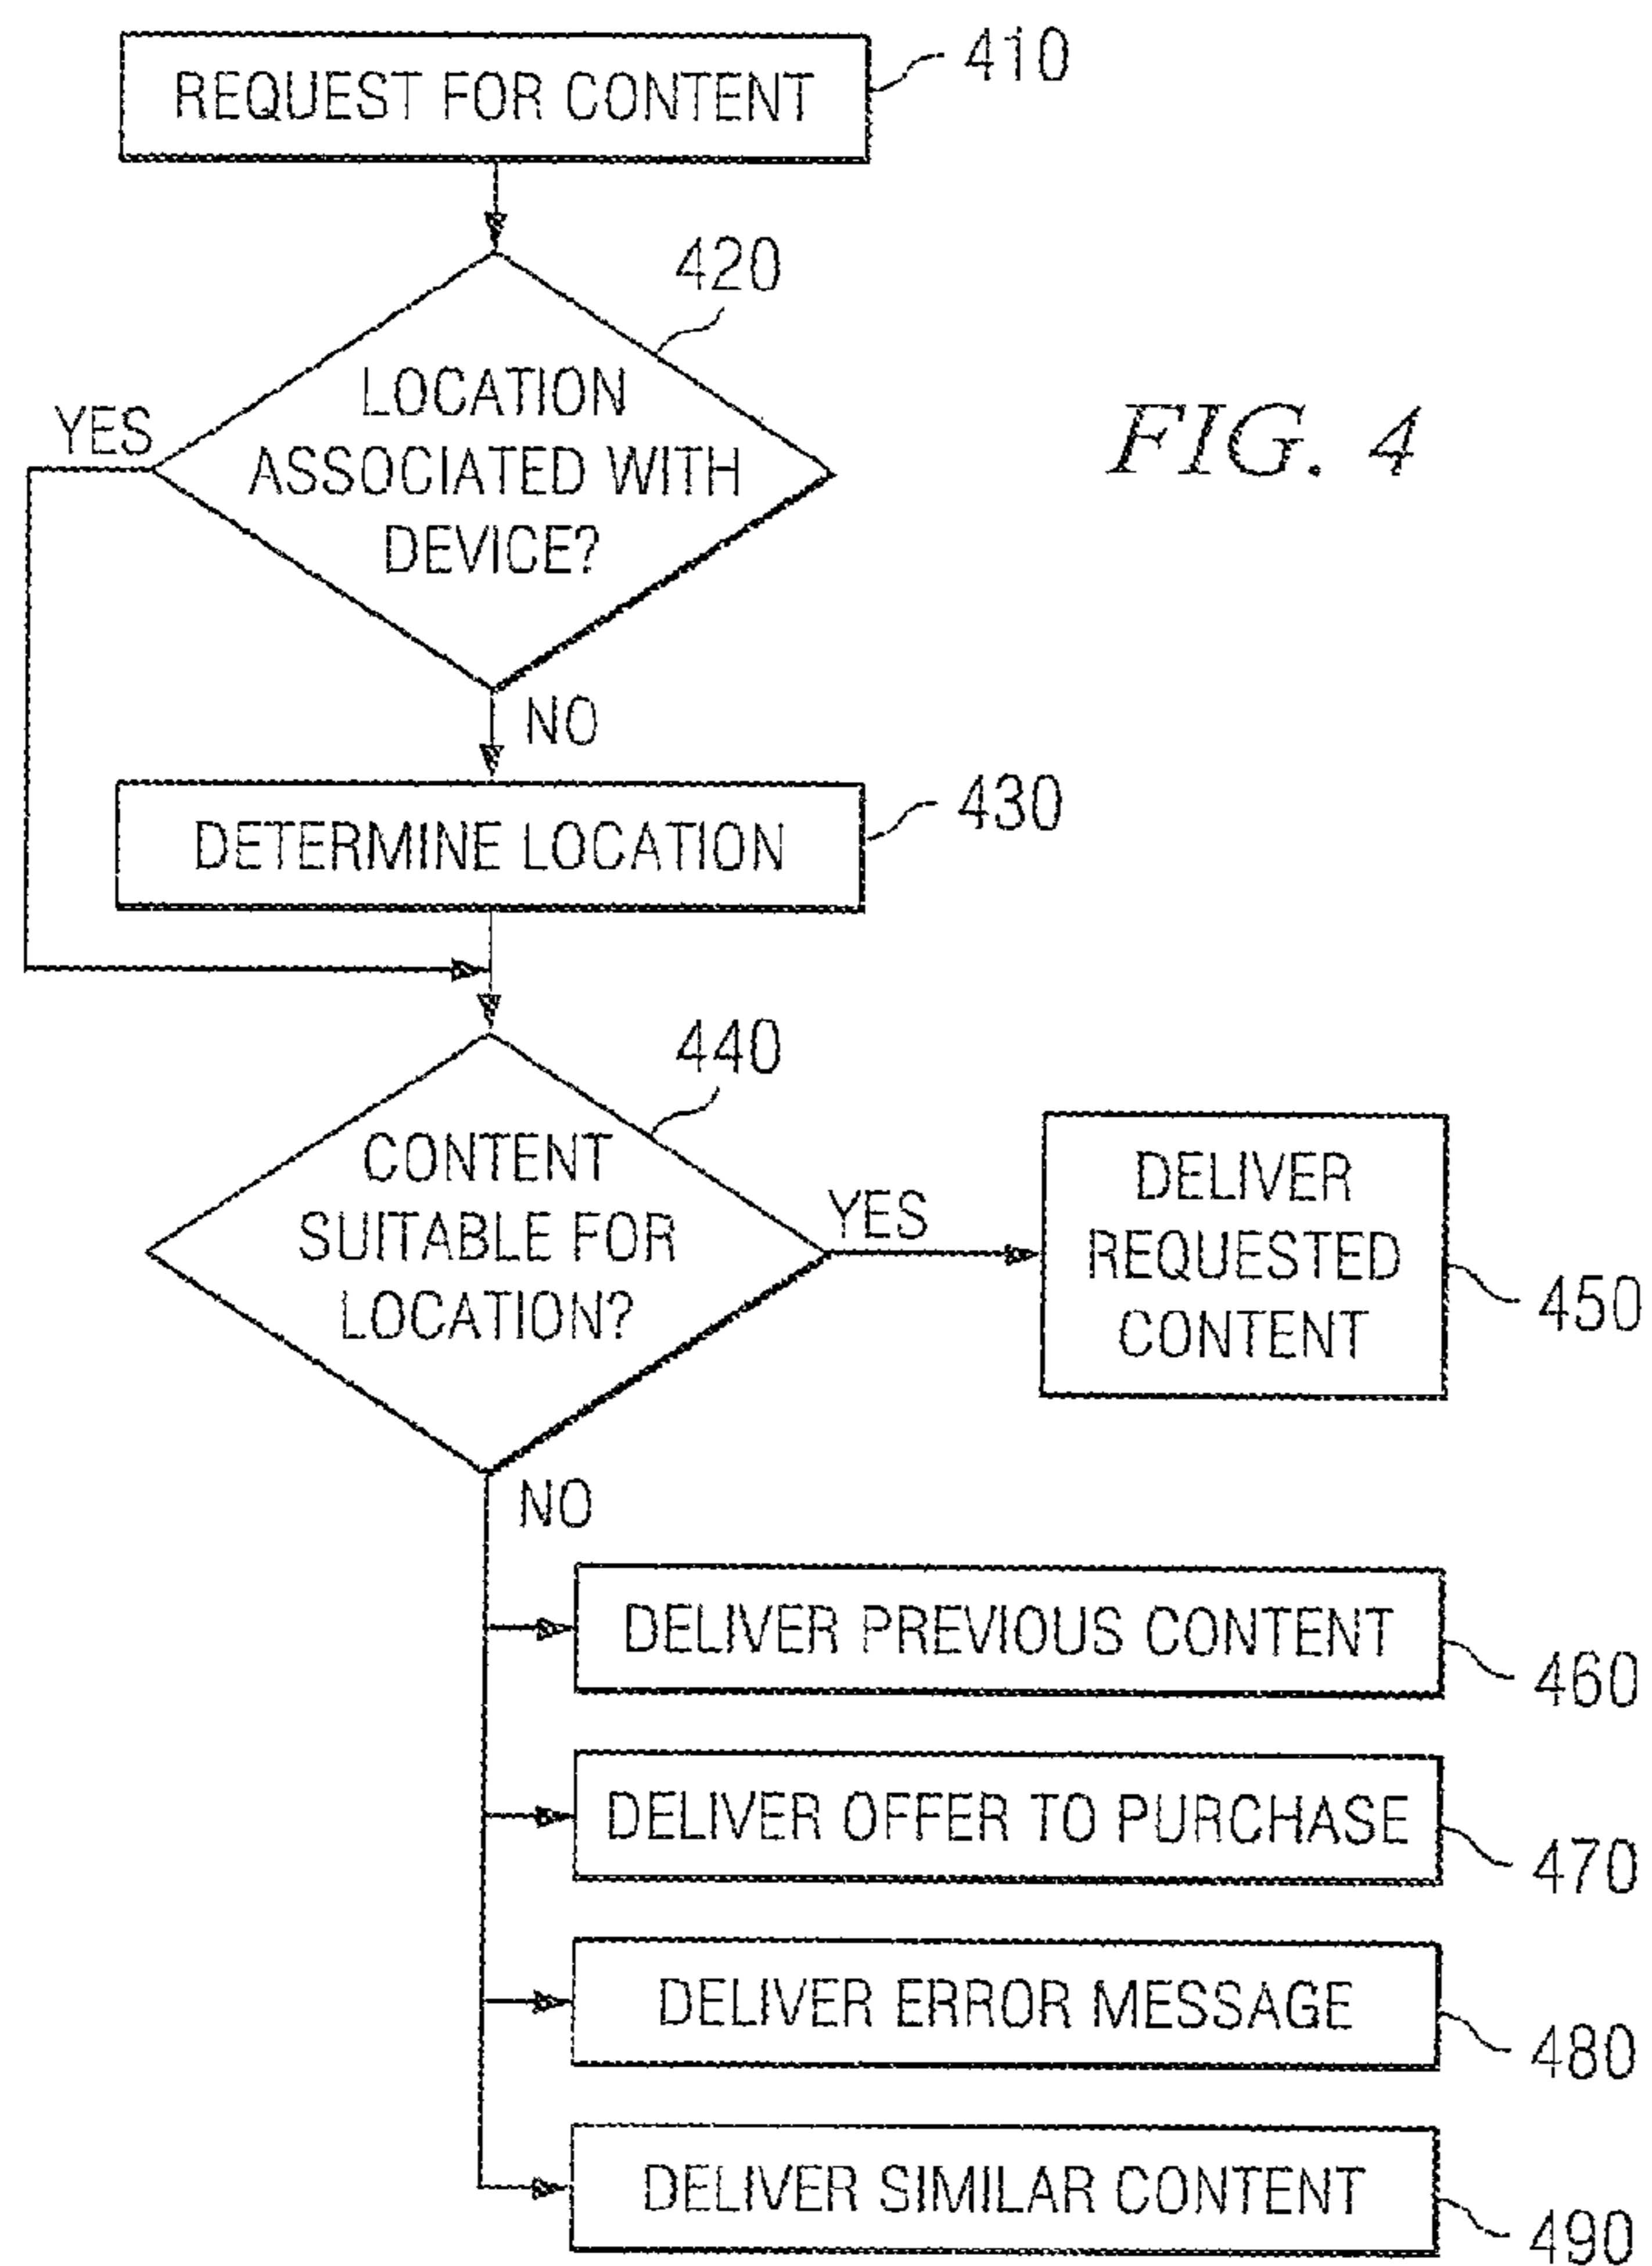 REQUEST FOR CONTENT
410
420
LOCATION
ASSOCIATED WITH
DEVICE?
YES
FIG. 4
NO
DETERMINE LOCATION
430
440
CONTENT
SUITABLE FOR
LOCATION?
YES
DELIVER
REQUESTED
CONTENT
450
NO
DELIVER PREVIOUS CONTENT
460
DELIVER OFFER TO PURCHASE
470
DELIVER ERROR MESSAGE
480
DELIVER SIMILAR CONTENT
490